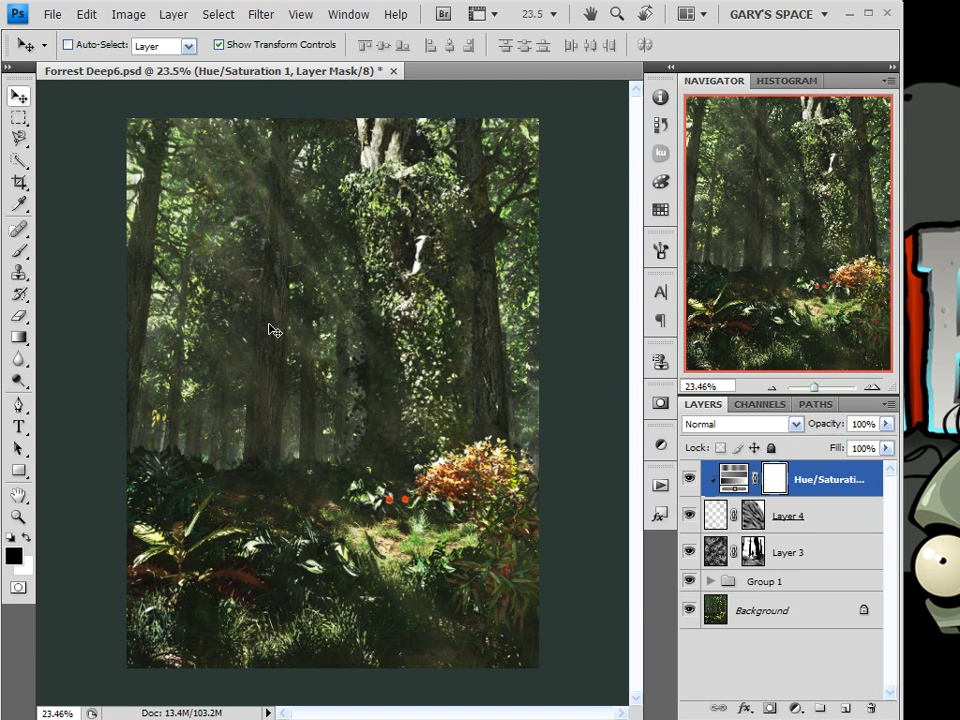 Ps File Edit Image Layer Select Filter View Window Help Br 23.5 GARY'S SPACE
Auto-Select: Layer Show Transform Controls
Forrest Deep6.psd @ 23.5% (Hue/Saturation 1, Layer Mask/8) *
NAVIGATOR HISTOGRAM
ku
23.46%
LAYERS CHANNELS PATHS
Normal Opacity: 100%
Lock: Fill: 100%
Hue/Saturati...
Layer 4
Layer 3
Group 1
Background
23.46% Doc: 13.4M/103.2M